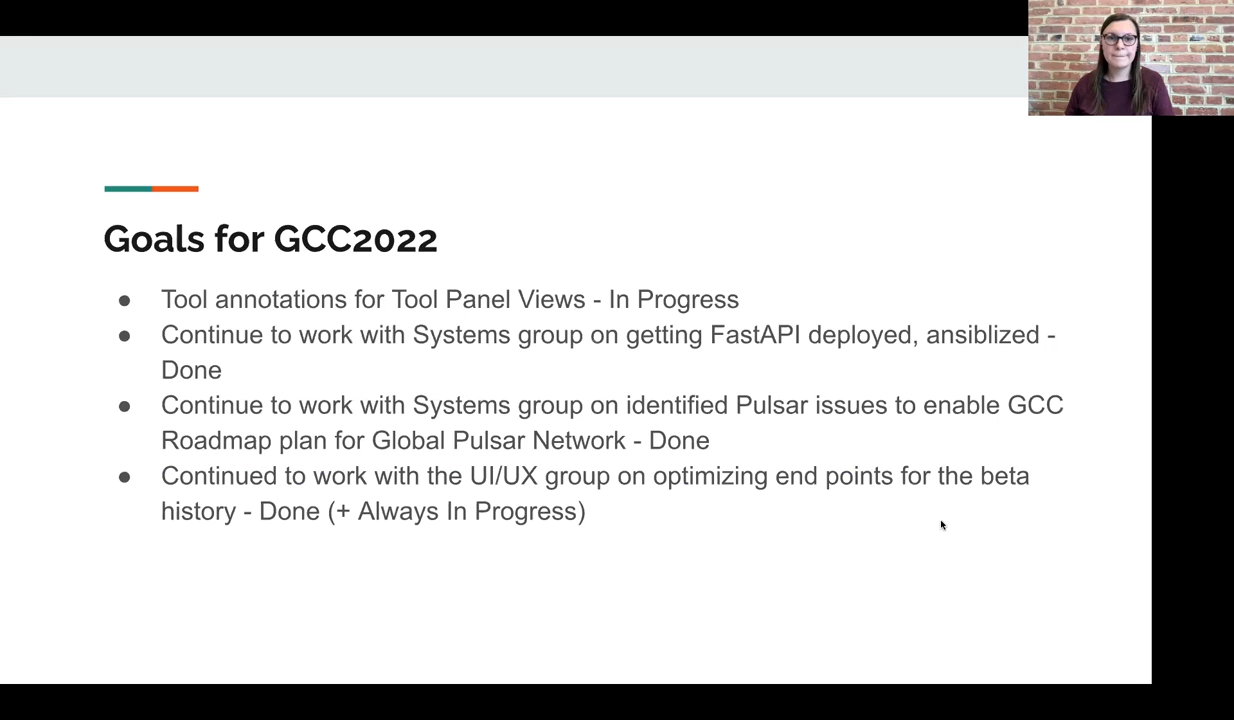 Goals for GCC2022
● Tool annotations for Tool Panel Views - In Progress
● Continue to work with Systems group on getting FastAPI deployed, ansiblized -
Done
● Continue to work with Systems group on identified Pulsar issues to enable GCC
Roadmap plan for Global Pulsar Network - Done
● Continued to work with the UI/UX group on optimizing end points for the beta
history - Done (+ Always In Progress)